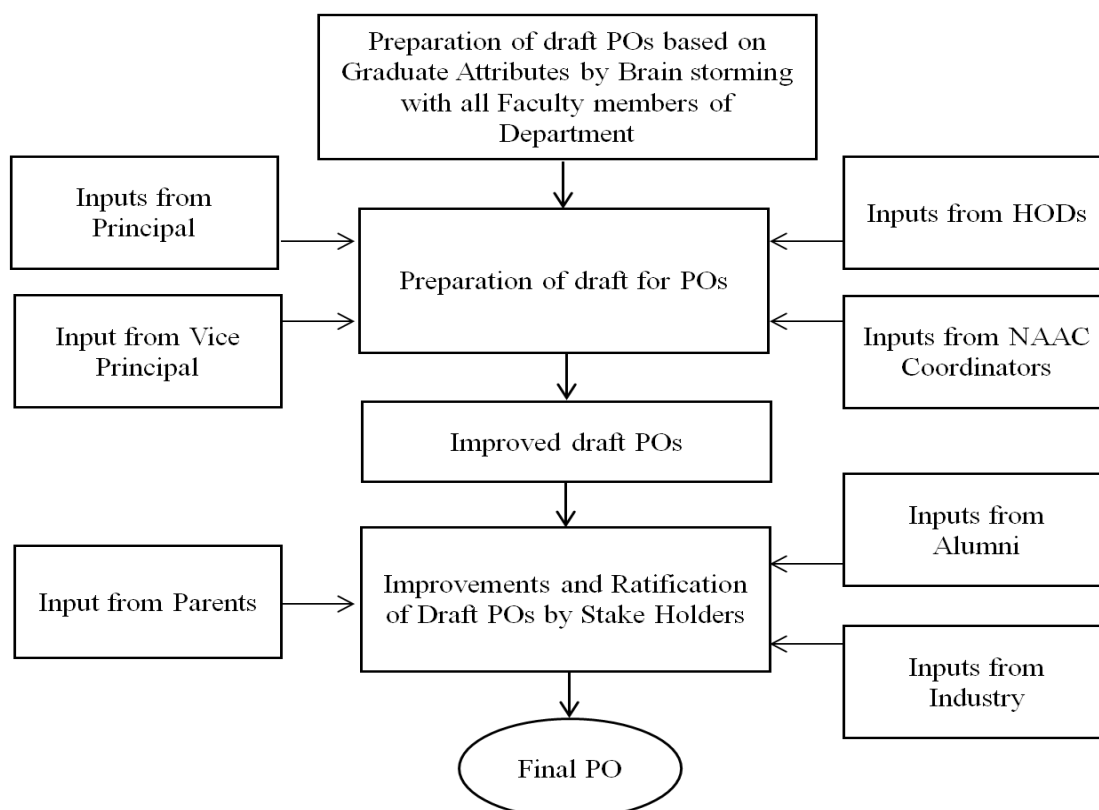 Preparation of draft POs based on
Graduate Attributes by Brain storming
with all Faculty members of
Department
Inputs from
Principal
Inputs from HODs
Preparation of draft for POs
Input from Vice
Principal
Inputs from NAAC
Coordinators
Improved draft POs
Inputs from
Alumni
Input from Parents
Improvements and Ratification
of Draft POs by Stake Holders
Inputs from
Industry
Final PO